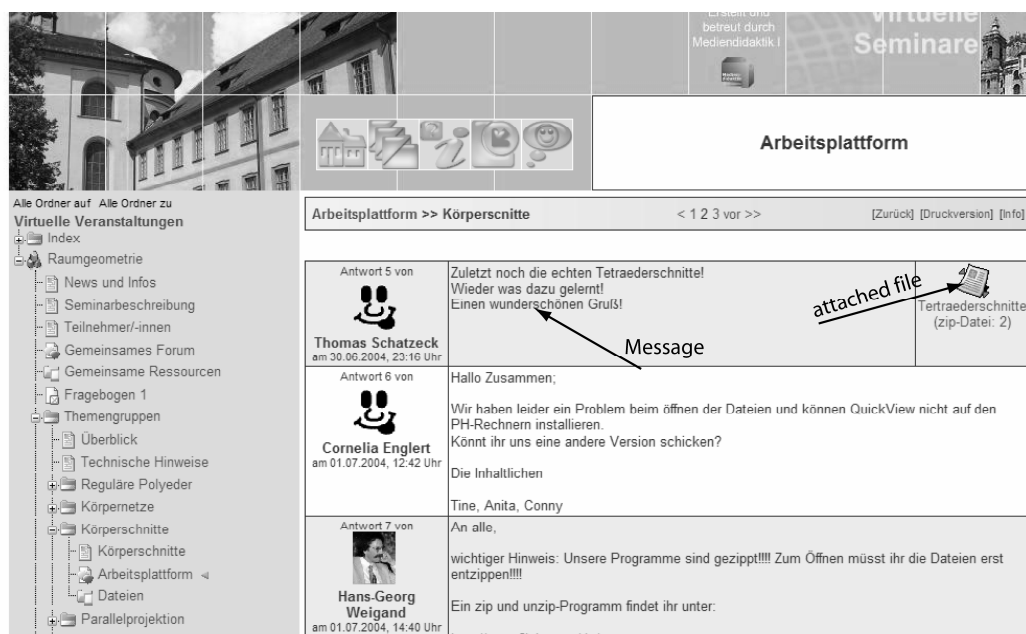 Erstellt und
betreut durch
Mediendidaktik I
Virtuelle
Seminare
Arbeitsplattform
Alle Ordner auf Alle Ordner zu
Virtuelle Veranstaltungen
Index
Raumgeometrie
News und Infos
Seminarbeschreibung
Teilnehmer/-innen
Gemeinsames Forum
Gemeinsame Ressourcen
Fragebogen 1
Themengruppen
Überblick
Technische Hinweise
Reguläre Polyeder
Körpernetze
Körperschnitte
Körperschnitte
Arbeitsplattform
Dateien
Parallelprojektion
Arbeitsplattform >> Körperscnitte
< 1 2 3 vor >>
[Zurück] [Druckversion] [Info]
Antwort 5 von
Thomas Schatzeck
am 30.06.2004, 23:16 Uhr
Zuletzt noch die echten Tetraederschnitte!
Wieder was dazu gelernt!
Einen wunderschönen Gruß!
Message
attached file
Tertraederschnitte
(zip-Datei: 2)
Antwort 6 von
Cornelia Englert
am 01.07.2004, 12:42 Uhr
Hallo Zusammen;
Wir haben leider ein Problem beim öffnen der Dateien und können QuickView nicht auf den
PH-Rechnern installieren.
Könnt ihr uns eine andere Version schicken?
Die Inhaltlichen
Tine, Anita, Conny
Antwort 7 von
Hans-Georg
Weigand
am 01.07.2004, 14:40 Uhr
An alle,
wichtiger Hinweis: Unsere Programme sind gezippt!!!! Zum Öffnen müsst ihr die Dateien erst
entzippen!!!!
Ein zip und unzip-Programm findet ihr unter: